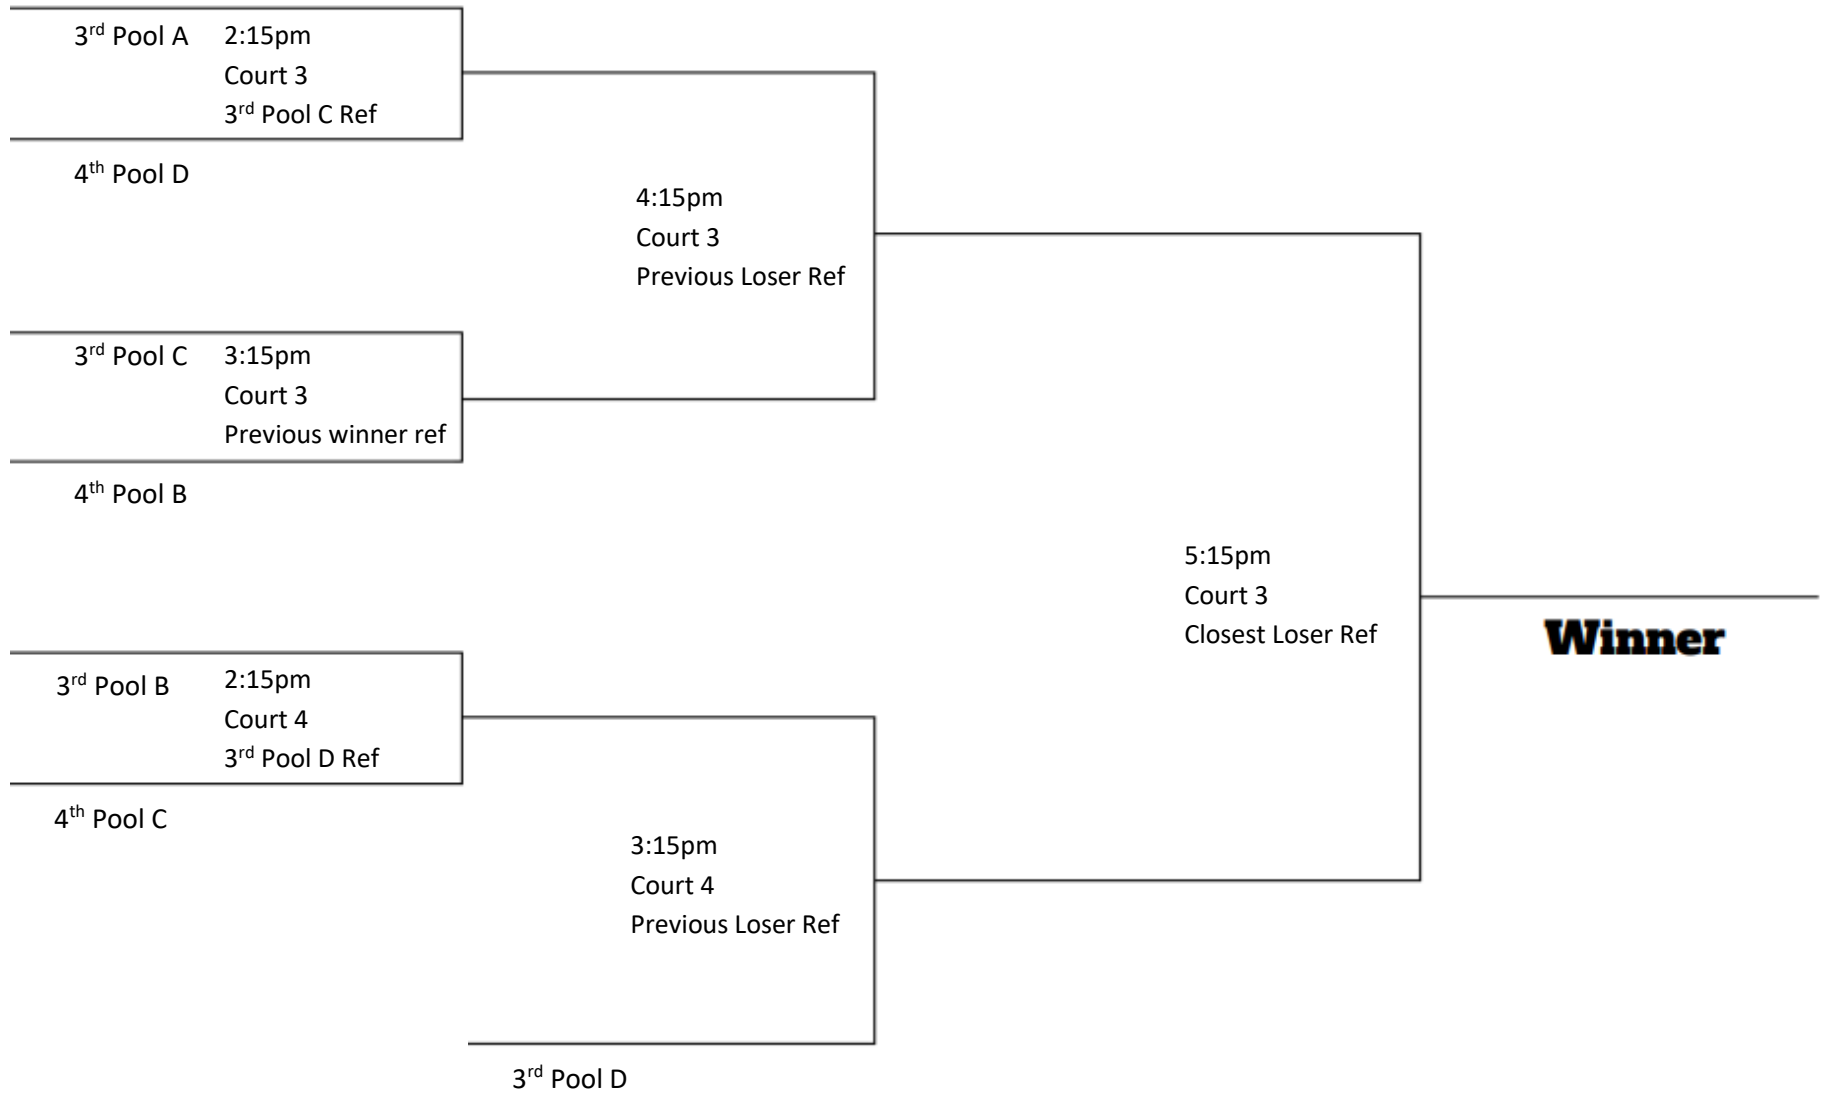 3rd Pool A 2:15pm
Court 3
3rd Pool C Ref
4th Pool D
4:15pm
Court 3
Previous Loser Ref
3rd Pool C 3:15pm
Court 3
Previous winner ref
4th Pool B
5:15pm
Court 3
Closest Loser Ref
Winner
3rd Pool B 2:15pm
Court 4
3rd Pool D Ref
4th Pool C
3:15pm
Court 4
Previous Loser Ref
3rd Pool D